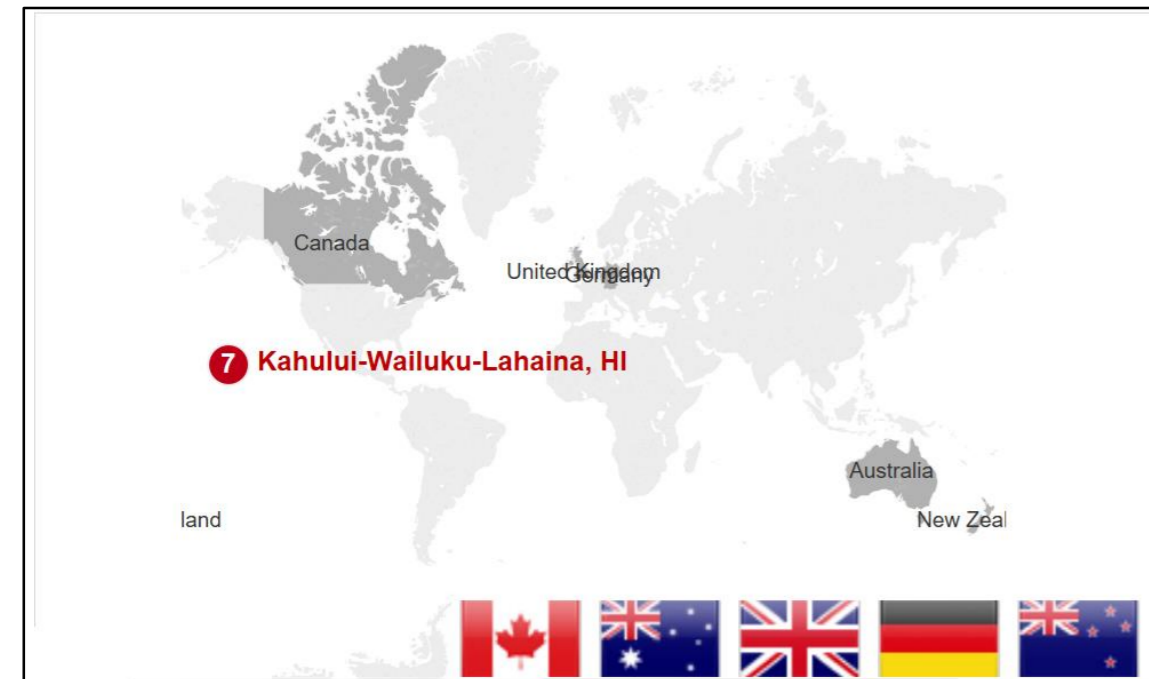 Canada
United Kingdom
Germany
7 Kahului-Wailuku-Lahaina, HI
Australia
land
New Zeal